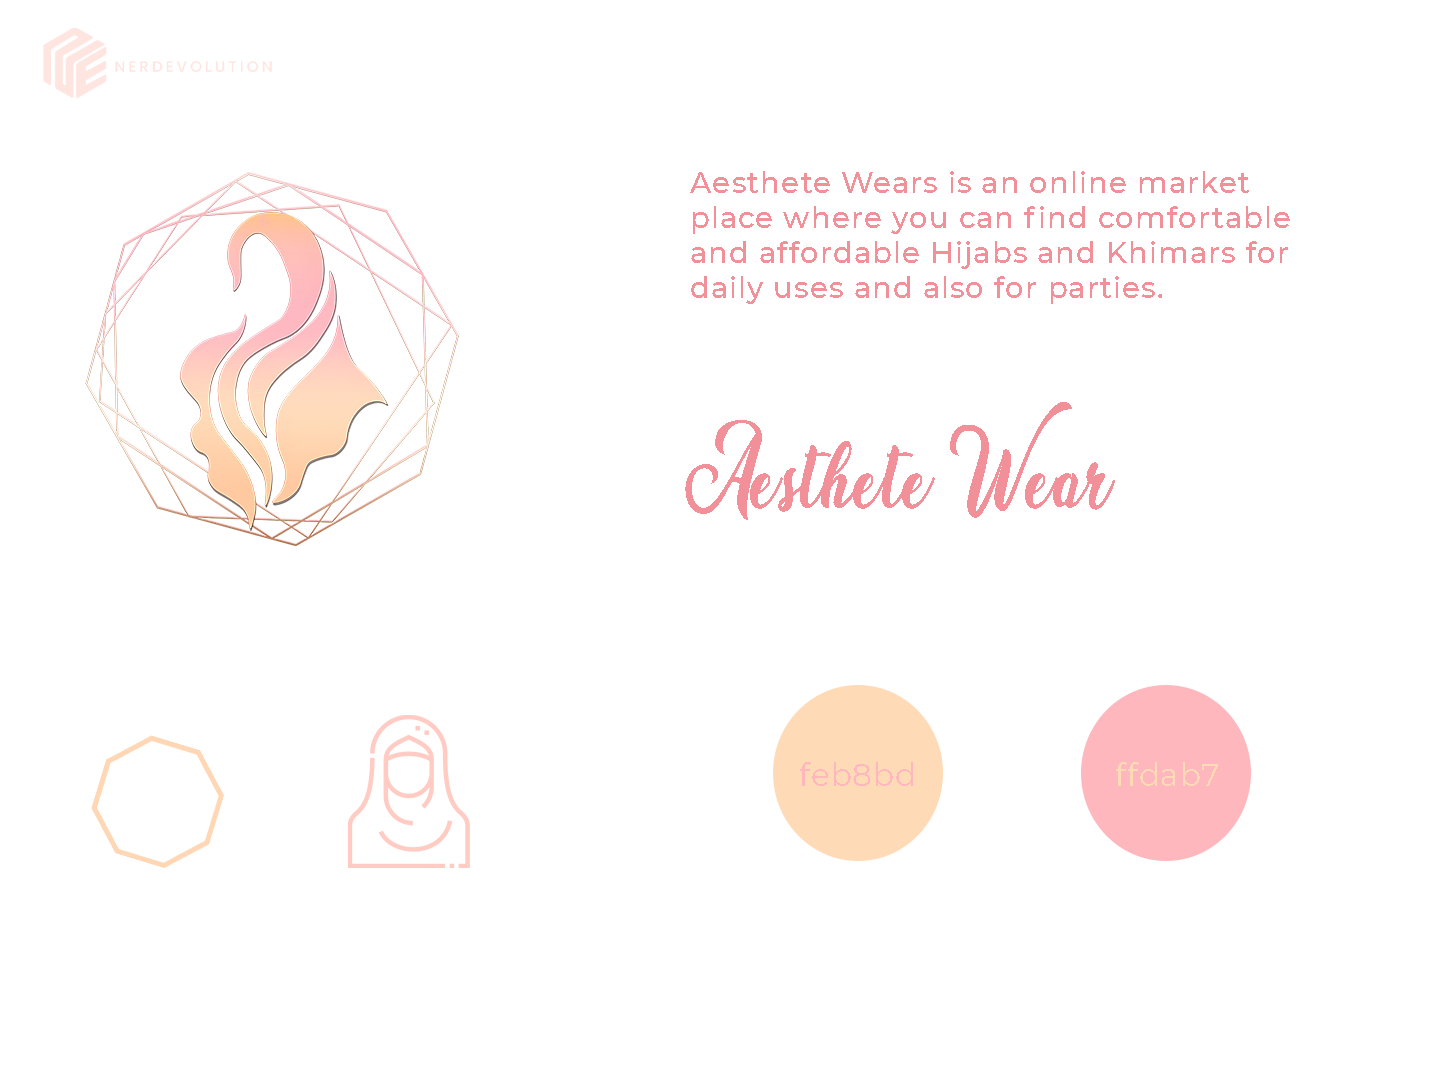 NERDEVOLUTION
Aesthete Wears is an online market
place where you can find comfortable
and affordable Hijabs and Khimars for
daily uses and also for parties.
Aesthete Wear
feb8bd
ffdab7